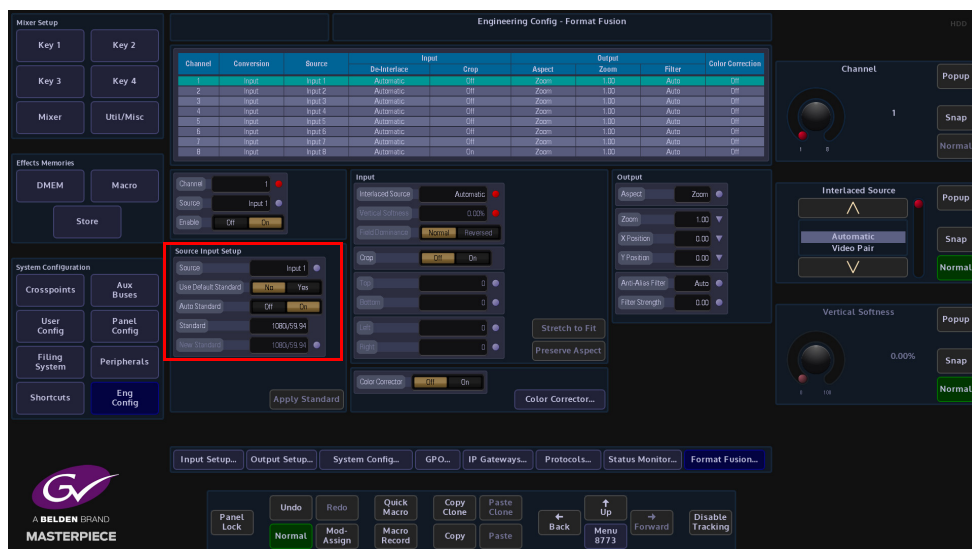 Mixer Setup
Engineering Config - Format Fusion
HDD
Key 1 Key 2
Key 3 Key 4
Mixer Util/Misc
Effects Memories
DMEM Macro
Store
System Configuration
Crosspoints Aux Buses
User Config Panel Config
Filing System Peripherals
Shortcuts Eng Config
Channel Conversion Source Input Output Color Correction
De-Interlace Crop Aspect Zoom Filter
1 Input Input 1 Automatic Off Zoom 1.00 Auto Off
2 Input Input 2 Automatic Off Zoom 1.00 Auto Off
3 Input Input 3 Automatic Off Zoom 1.00 Auto Off
4 Input Input 4 Automatic Off Zoom 1.00 Auto Off
5 Input Input 5 Automatic Off Zoom 1.00 Auto Off
6 Input Input 6 Automatic Off Zoom 1.00 Auto Off
7 Input Input 7 Automatic Off Zoom 1.00 Auto Off
8 Input Input 8 Automatic On Zoom 1.00 Auto Off
Channel 1
Source Input 1
Enable Off On
Source Input Setup
Source Input 1
Use Default Standard No Yes
Auto Standard Off On
Standard 1080i/59.94
New Standard 1080i/59.94
Apply Standard
Input
Interlaced Source Automatic
Vertical Softness 0.00%
Field Dominance Normal Reversed
Crop Off On
Top 0
Bottom 0
Left 0
Right 0
Stretch to Fit
Preserve Aspect
Color Corrector Off On
Color Corrector...
Output
Aspect Zoom
Zoom 1.00
X Position 0.00
Y Position 0.00
Anti-Alias Filter Auto
Filter Strength 0.00
Channel
1
1 8
Popup
Snap
Normal
Interlaced Source
Automatic
Video Pair
Popup
Snap
Normal
Vertical Softness
0.00%
0 100
Popup
Snap
Normal
Input Setup... Output Setup... System Config... GPO... IP Gateways... Protocols... Status Monitor... Format Fusion...
GV
A BELDEN BRAND
MASTERPIECE
Panel Lock
Undo Redo
Normal Mod-Assign
Quick Macro
Macro Record
Copy Clone Paste Clone
Copy Paste
Back
Up
Menu 8773
Forward
Disable Tracking